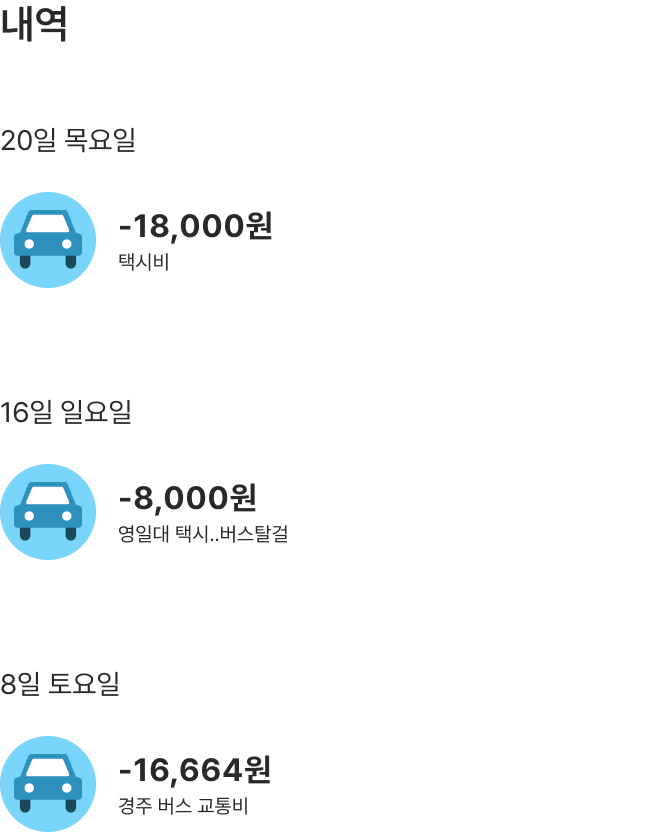 내역
20일 목요일
-18,000원
택시비
16일 일요일
-8,000원
영일대 택시..버스탈걸
8일 토요일
-16,664원
경주 버스 교통비